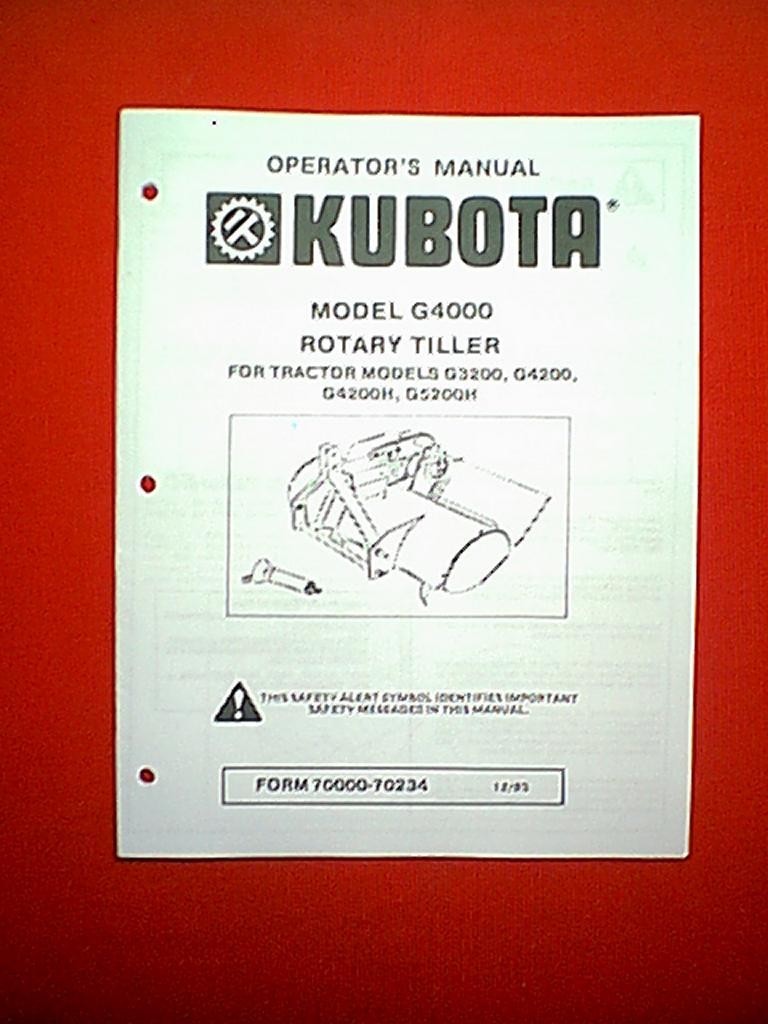 OPERATOR'S MANUAL
KUBOTA®
MODEL G4000
ROTARY TILLER
FOR TRACTOR MODELS G3200, G4200,
G4200H, G5200H
THIS SAFETY ALERT SYMBOL IDENTIFIES IMPORTANT
SAFETY MESSAGES IN THIS MANUAL.
FORM 70000-70234